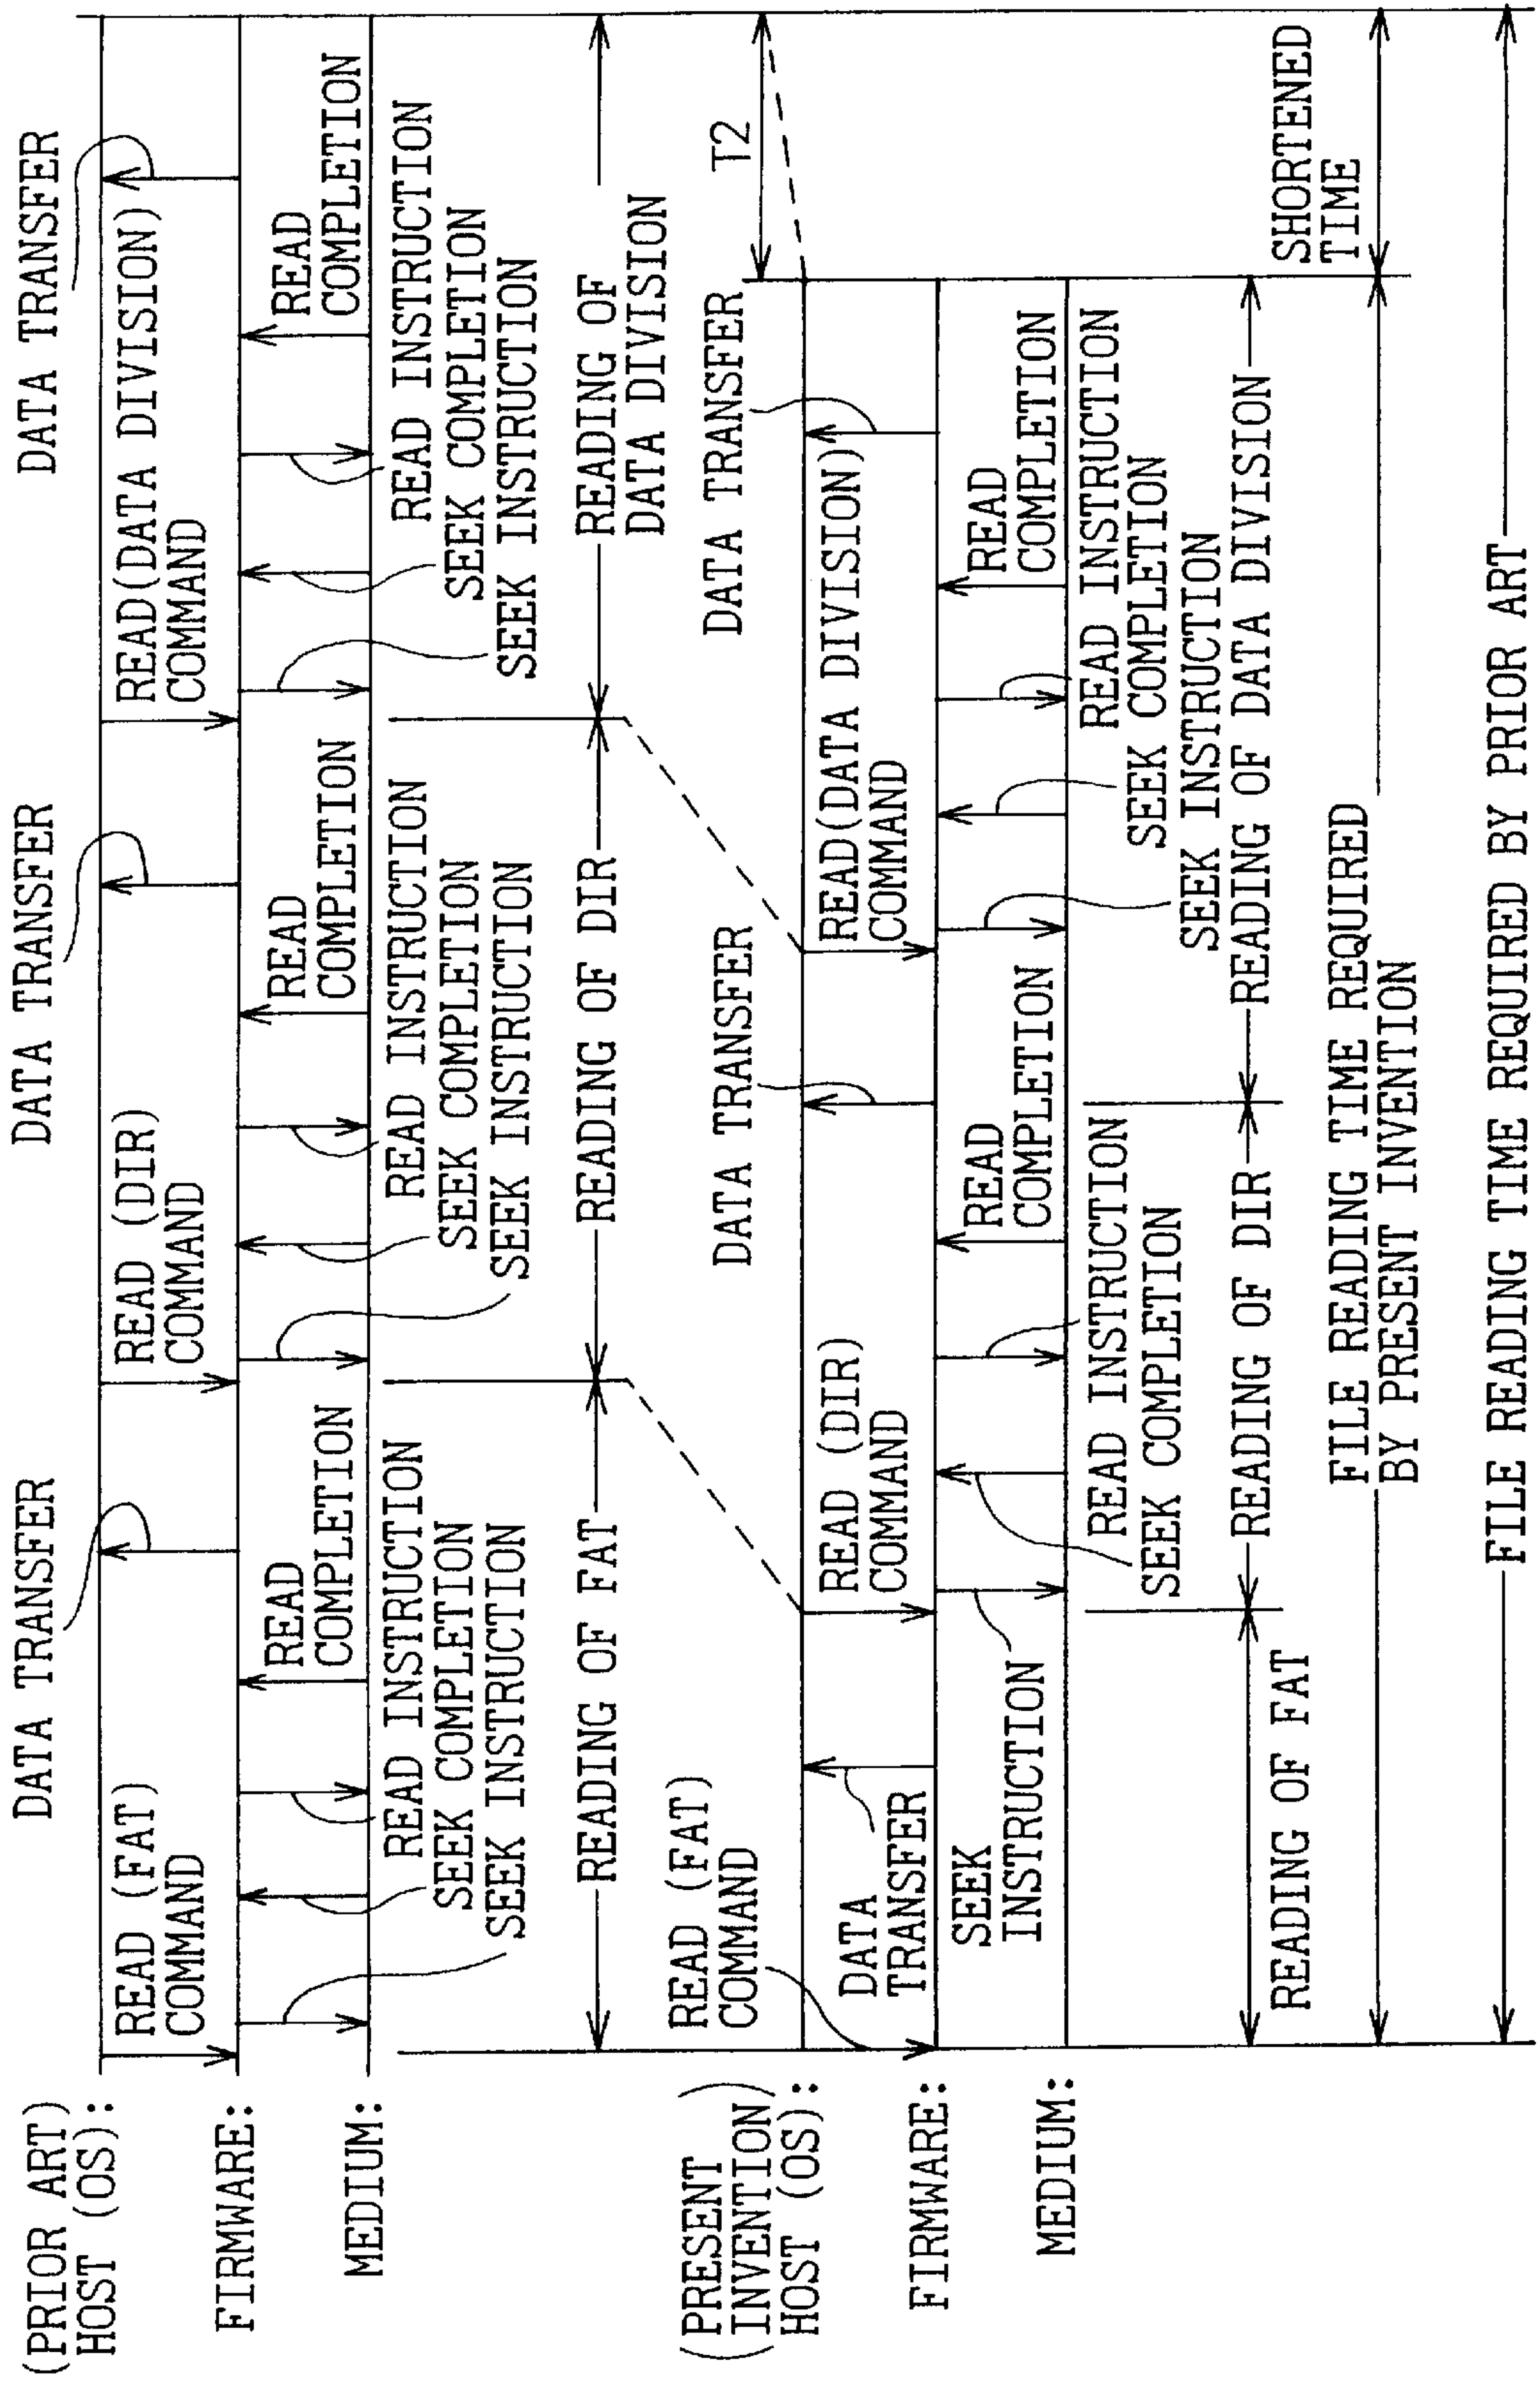 (PRIOR ART)
HOST (OS):
FIRMWARE:
MEDIUM:
READ (FAT)
COMMAND
DATA TRANSFER
READ
COMPLETION
READ INSTRUCTION
SEEK COMPLETION
SEEK INSTRUCTION
READING OF FAT
READ (DIR)
COMMAND
DATA TRANSFER
READ
COMPLETION
READ INSTRUCTION
SEEK COMPLETION
SEEK INSTRUCTION
READING OF DIR
READ(DATA DIVISION)
COMMAND
DATA TRANSFER
READ
COMPLETION
READ INSTRUCTION
SEEK COMPLETION
SEEK INSTRUCTION
READING OF
DATA DIVISION
T2
(PRESENT
INVENTION)
HOST (OS):
FIRMWARE:
MEDIUM:
READ (FAT)
COMMAND
DATA
TRANSFER
SEEK
INSTRUCTION
READING OF FAT
READ (DIR)
COMMAND
DATA TRANSFER
READ
COMPLETION
READ INSTRUCTION
SEEK COMPLETION
READING OF DIR
READ(DATA DIVISION)
COMMAND
DATA TRANSFER
READ
COMPLETION
READ INSTRUCTION
SEEK COMPLETION
SEEK INSTRUCTION
READING OF DATA DIVISION
SHORTENED
TIME
FILE READING TIME REQUIRED
BY PRESENT INVENTION
FILE READING TIME REQUIRED BY PRIOR ART